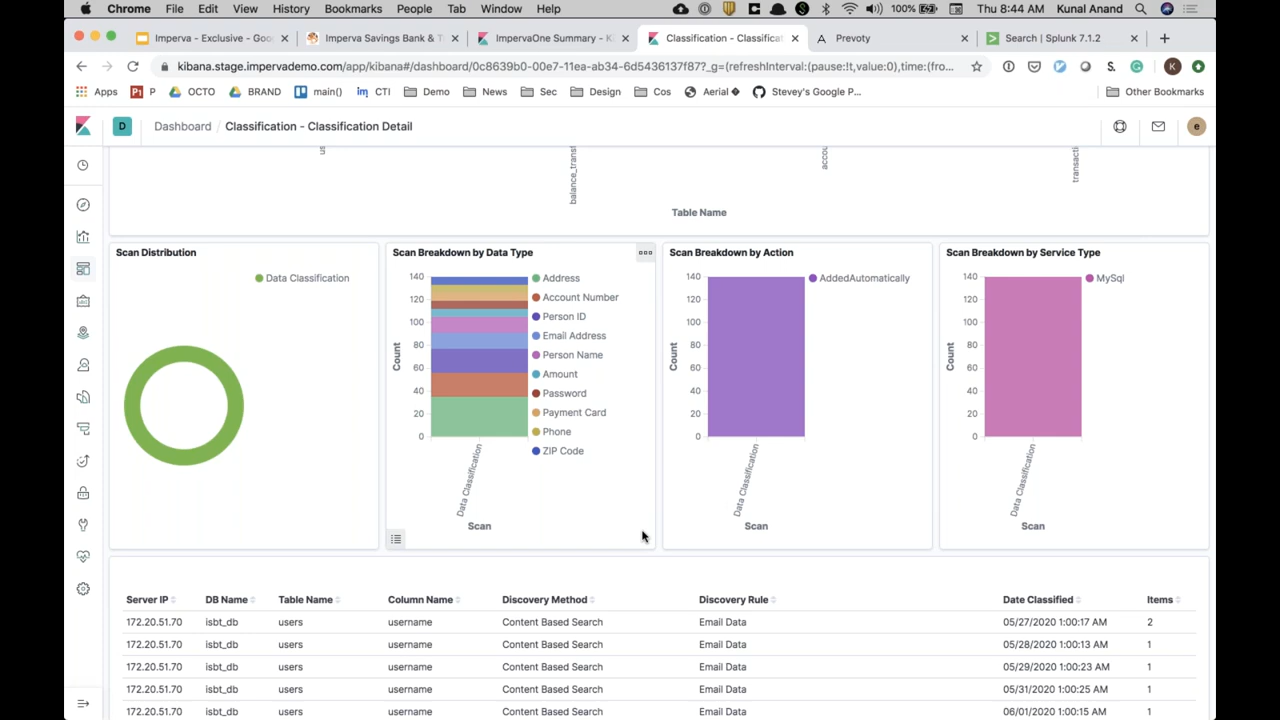 Chrome File Edit View History Bookmarks People Tab Window Help 100% Thu 8:44 AM Kunal Anand
Imperva - Exclusive - Goo
Imperva Savings Bank & T
ImpervaOne Summary - K
Classification - Classificat
Prevoty
Search | Splunk 7.1.2
kibana.stage.impervademo.com/app/kibana#/dashboard/0c8639b0-00e7-11ea-ab34-6d5436137f87?_g=(refreshInterval:(pause:!t,value:0),time:(fro... S. K
Apps P OCTO BRAND main() im CTI Demo News Sec Design Cos Aerial Stevey's Google P... Other Bookmarks
D Dashboard / Classification - Classification Detail e
us
balance_transf
accou
transacti
Table Name
Scan Distribution
Data Classification
Scan Breakdown by Data Type
140
120
100
80
60
40
20
0
Count
Data Classification
Scan
Address
Account Number
Person ID
Email Address
Person Name
Amount
Password
Payment Card
Phone
ZIP Code
Scan Breakdown by Action
140
120
100
80
60
40
20
0
Count
Data Classification
Scan
AddedAutomatically
Scan Breakdown by Service Type
140
120
100
80
60
40
20
0
Count
Data Classification
Scan
MySql
Server IP DB Name Table Name Column Name Discovery Method Discovery Rule Date Classified Items
172.20.51.70 isbt_db users username Content Based Search Email Data 05/27/2020 1:00:17 AM 2
172.20.51.70 isbt_db users username Content Based Search Email Data 05/28/2020 1:00:13 AM 1
172.20.51.70 isbt_db users username Content Based Search Email Data 05/29/2020 1:00:23 AM 1
172.20.51.70 isbt_db users username Content Based Search Email Data 05/31/2020 1:00:25 AM 1
172.20.51.70 isbt_db users username Content Based Search Email Data 06/01/2020 1:00:15 AM 1